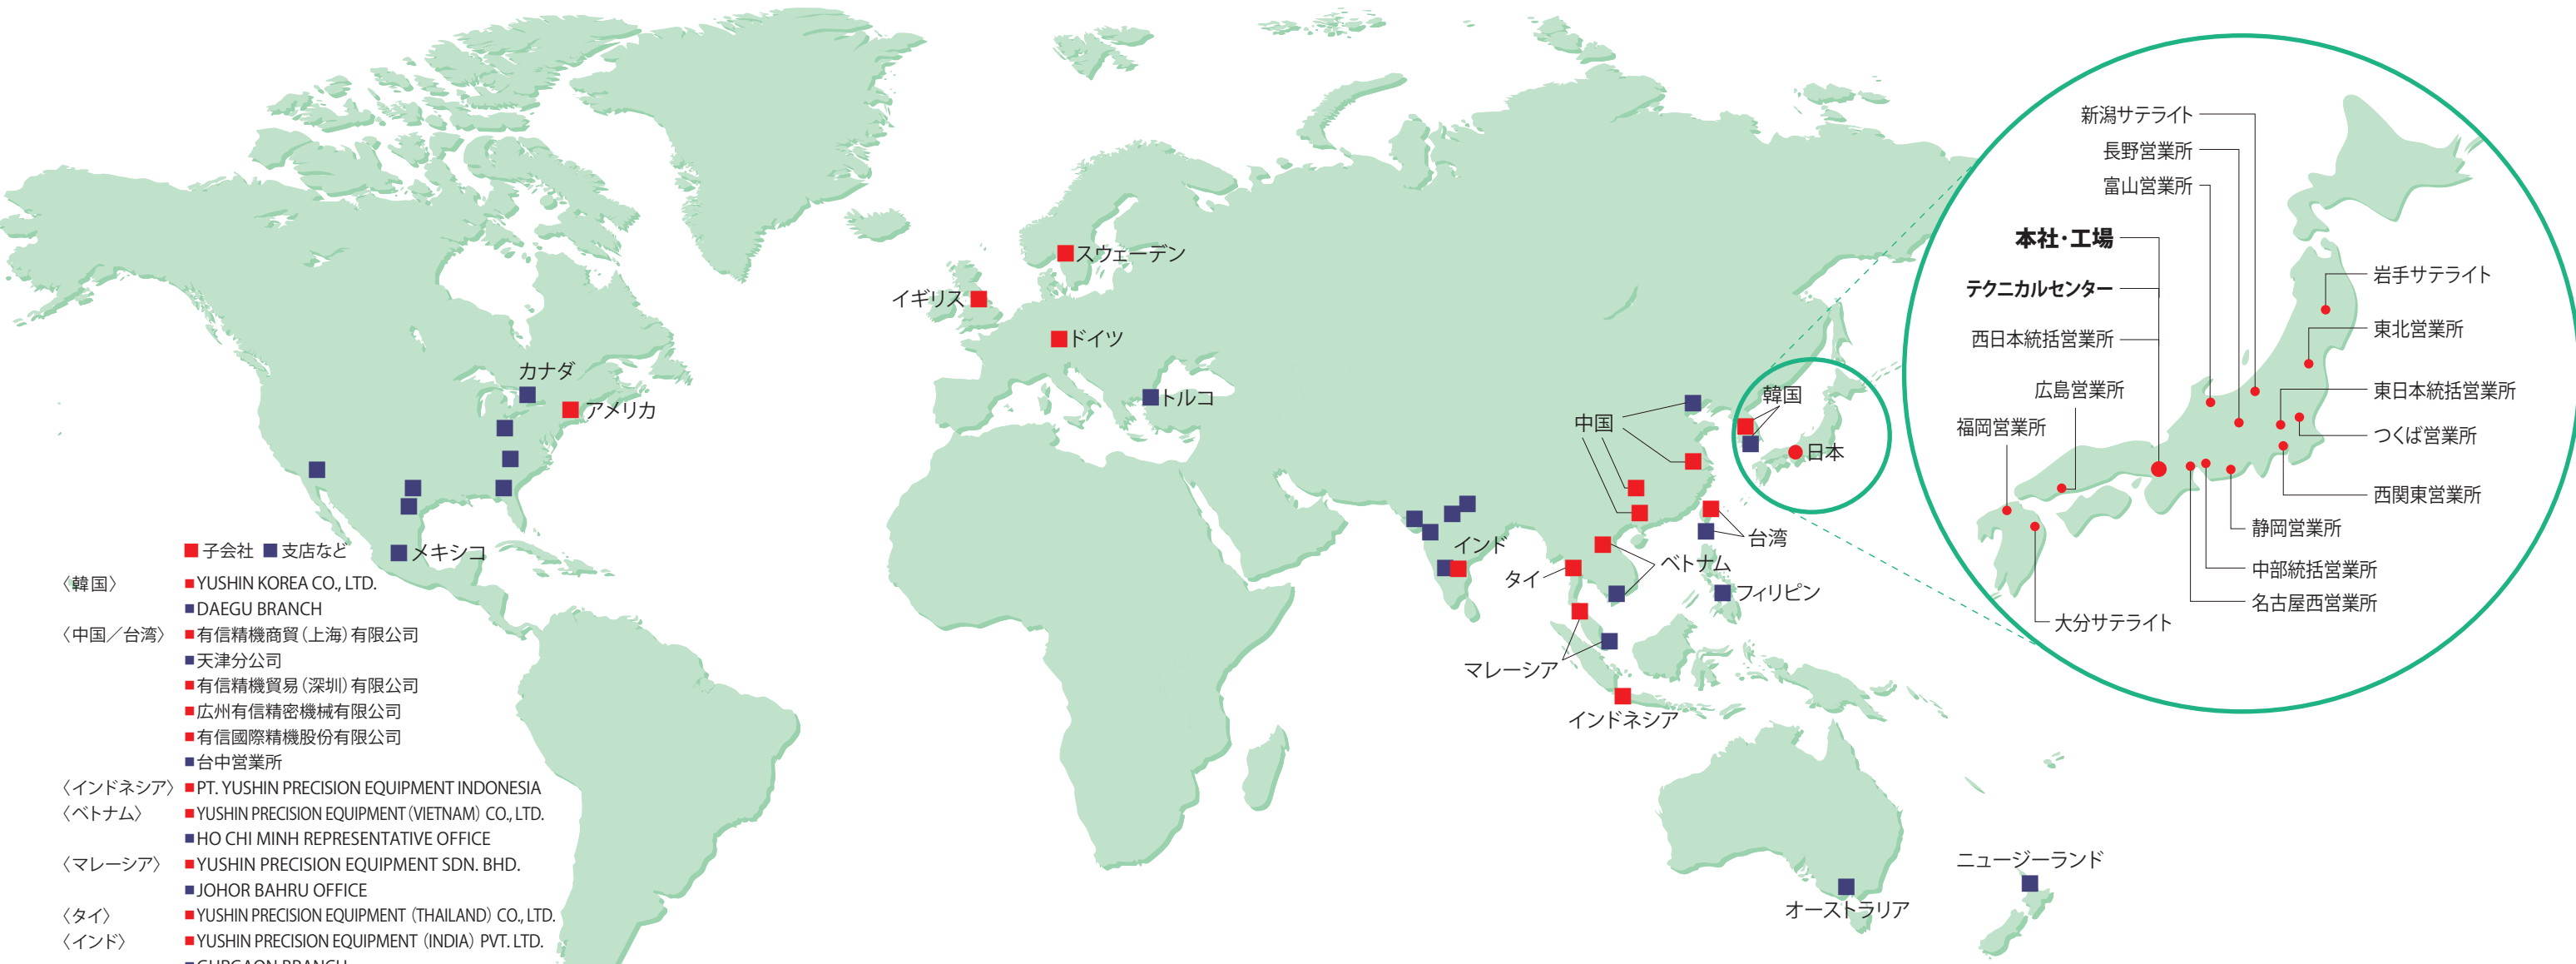 新潟サテライト
長野営業所
富山営業所
本社・工場
テクニカルセンター
西日本統括営業所
広島営業所
福岡営業所
岩手サテライト
東北営業所
東日本統括営業所
つくば営業所
西関東営業所
静岡営業所
中部統括営業所
名古屋西営業所
大分サテライト
スウェーデン
イギリス
ドイツ
カナダ
アメリカ
トルコ
韓国
中国
日本
メキシコ
インド
台湾
ベトナム
タイ
フィリピン
マレーシア
インドネシア
ニュージーランド
オーストラリア
■ 子会社 ■ 支店など
〈韓国〉 ■YUSHIN KOREA CO., LTD.
■DAEGU BRANCH
〈中国／台湾〉 ■有信精機商貿（上海）有限公司
■天津分公司
■有信精機貿易（深圳）有限公司
■広州有信精密機械有限公司
■有信國際精機股份有限公司
■台中営業所
〈インドネシア〉 ■PT. YUSHIN PRECISION EQUIPMENT INDONESIA
〈ベトナム〉 ■YUSHIN PRECISION EQUIPMENT（VIETNAM）CO., LTD.
■HO CHI MINH REPRESENTATIVE OFFICE
〈マレーシア〉 ■YUSHIN PRECISION EQUIPMENT SDN. BHD.
■JOHOR BAHRU OFFICE
〈タイ〉 ■YUSHIN PRECISION EQUIPMENT（THAILAND）CO., LTD.
〈インド〉 ■YUSHIN PRECISION EQUIPMENT（INDIA）PVT. LTD.
■GURGAON BRANCH